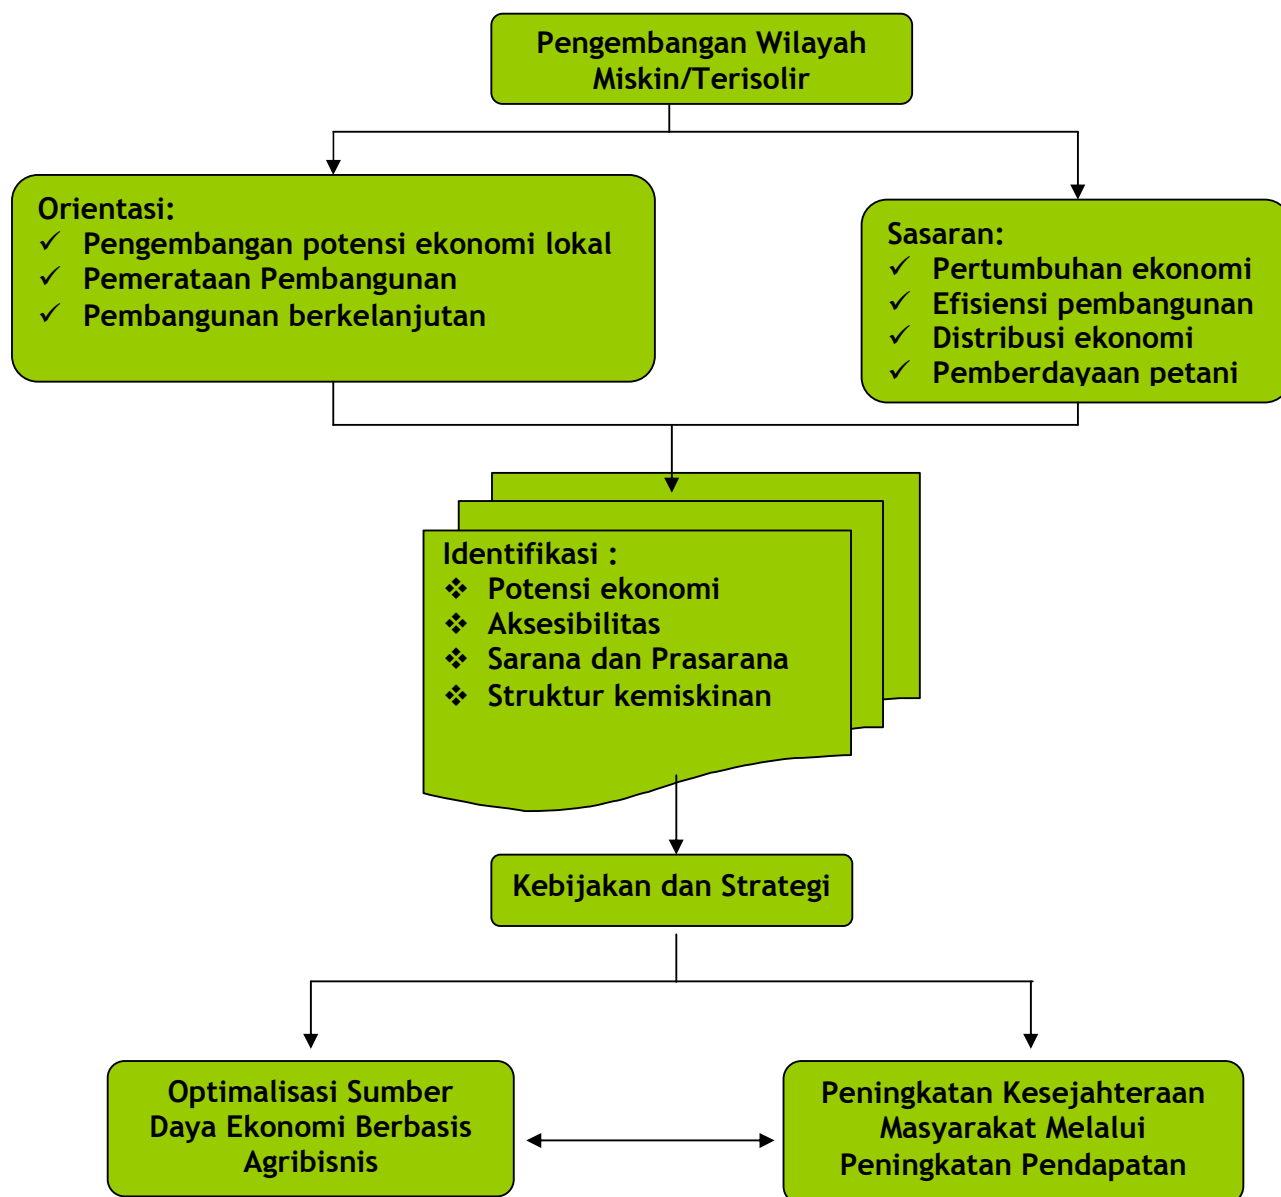 Pengembangan Wilayah
Miskin/Terisolir
Orientasi:
✓ Pengembangan potensi ekonomi lokal
✓ Pemerataan Pembangunan
✓ Pembangunan berkelanjutan
Sasaran:
✓ Pertumbuhan ekonomi
✓ Efisiensi pembangunan
✓ Distribusi ekonomi
✓ Pemberdayaan petani
Identifikasi :
❖ Potensi ekonomi
❖ Aksesibilitas
❖ Sarana dan Prasarana
❖ Struktur kemiskinan
Kebijakan dan Strategi
Optimalisasi Sumber
Daya Ekonomi Berbasis
Agribisnis
Peningkatan Kesejahteraan
Masyarakat Melalui
Peningkatan Pendapatan